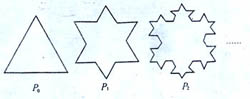 P₀ P₁ P₂ ……